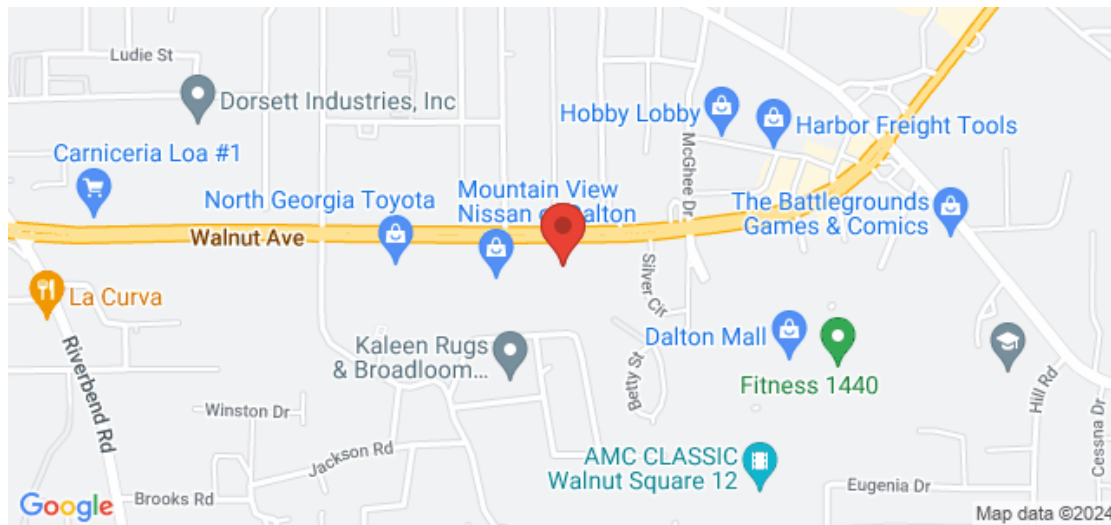 Ludie St
Dorsett Industries, Inc
Hobby Lobby
Harbor Freight Tools
McGhee Dr
Carniceria Loa #1
North Georgia Toyota
Mountain View
Nissan of Dalton
The Battlegrounds
Games & Comics
Walnut Ave
Silver Cir
La Curva
Riverbend Rd
Kaleen Rugs
& Broadloom...
Dalton Mall
Fitness 1440
Betty St
Hill Rd
Cessna Dr
Winston Dr
Jackson Rd
AMC CLASSIC
Walnut Square 12
Eugenia Dr
Brooks Rd
Google
Map data ©2024